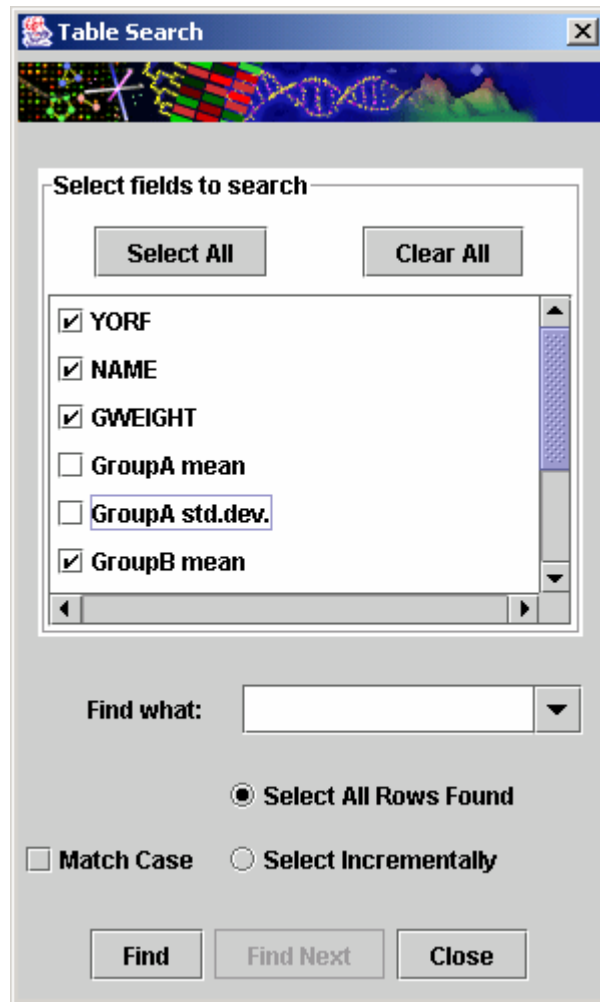 Table Search
Select fields to search
Select All Clear All
YORF
NAME
GWEIGHT
GroupA mean
GroupA std.dev.
GroupB mean
Find what:
Select All Rows Found
Match Case Select Incrementally
Find Find Next Close